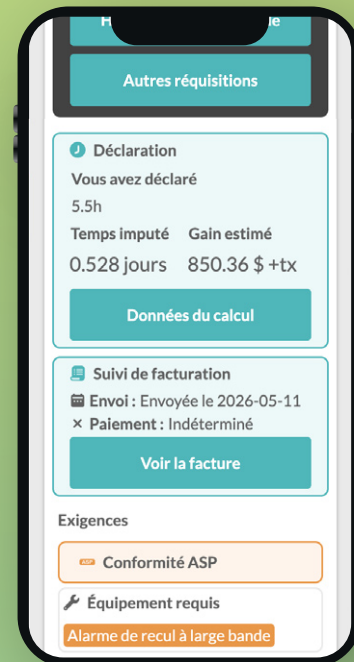 Autres réquisitions
Déclaration
Vous avez déclaré
5.5h
Temps imputé Gain estimé
0.528 jours 850.36 $ +tx
Données du calcul
Suivi de facturation
Envoi : Envoyée le 2026-05-11
× Paiement : Indéterminé
Voir la facture
Exigences
ASP Conformité ASP
Équipement requis
Alarme de recul à large bande